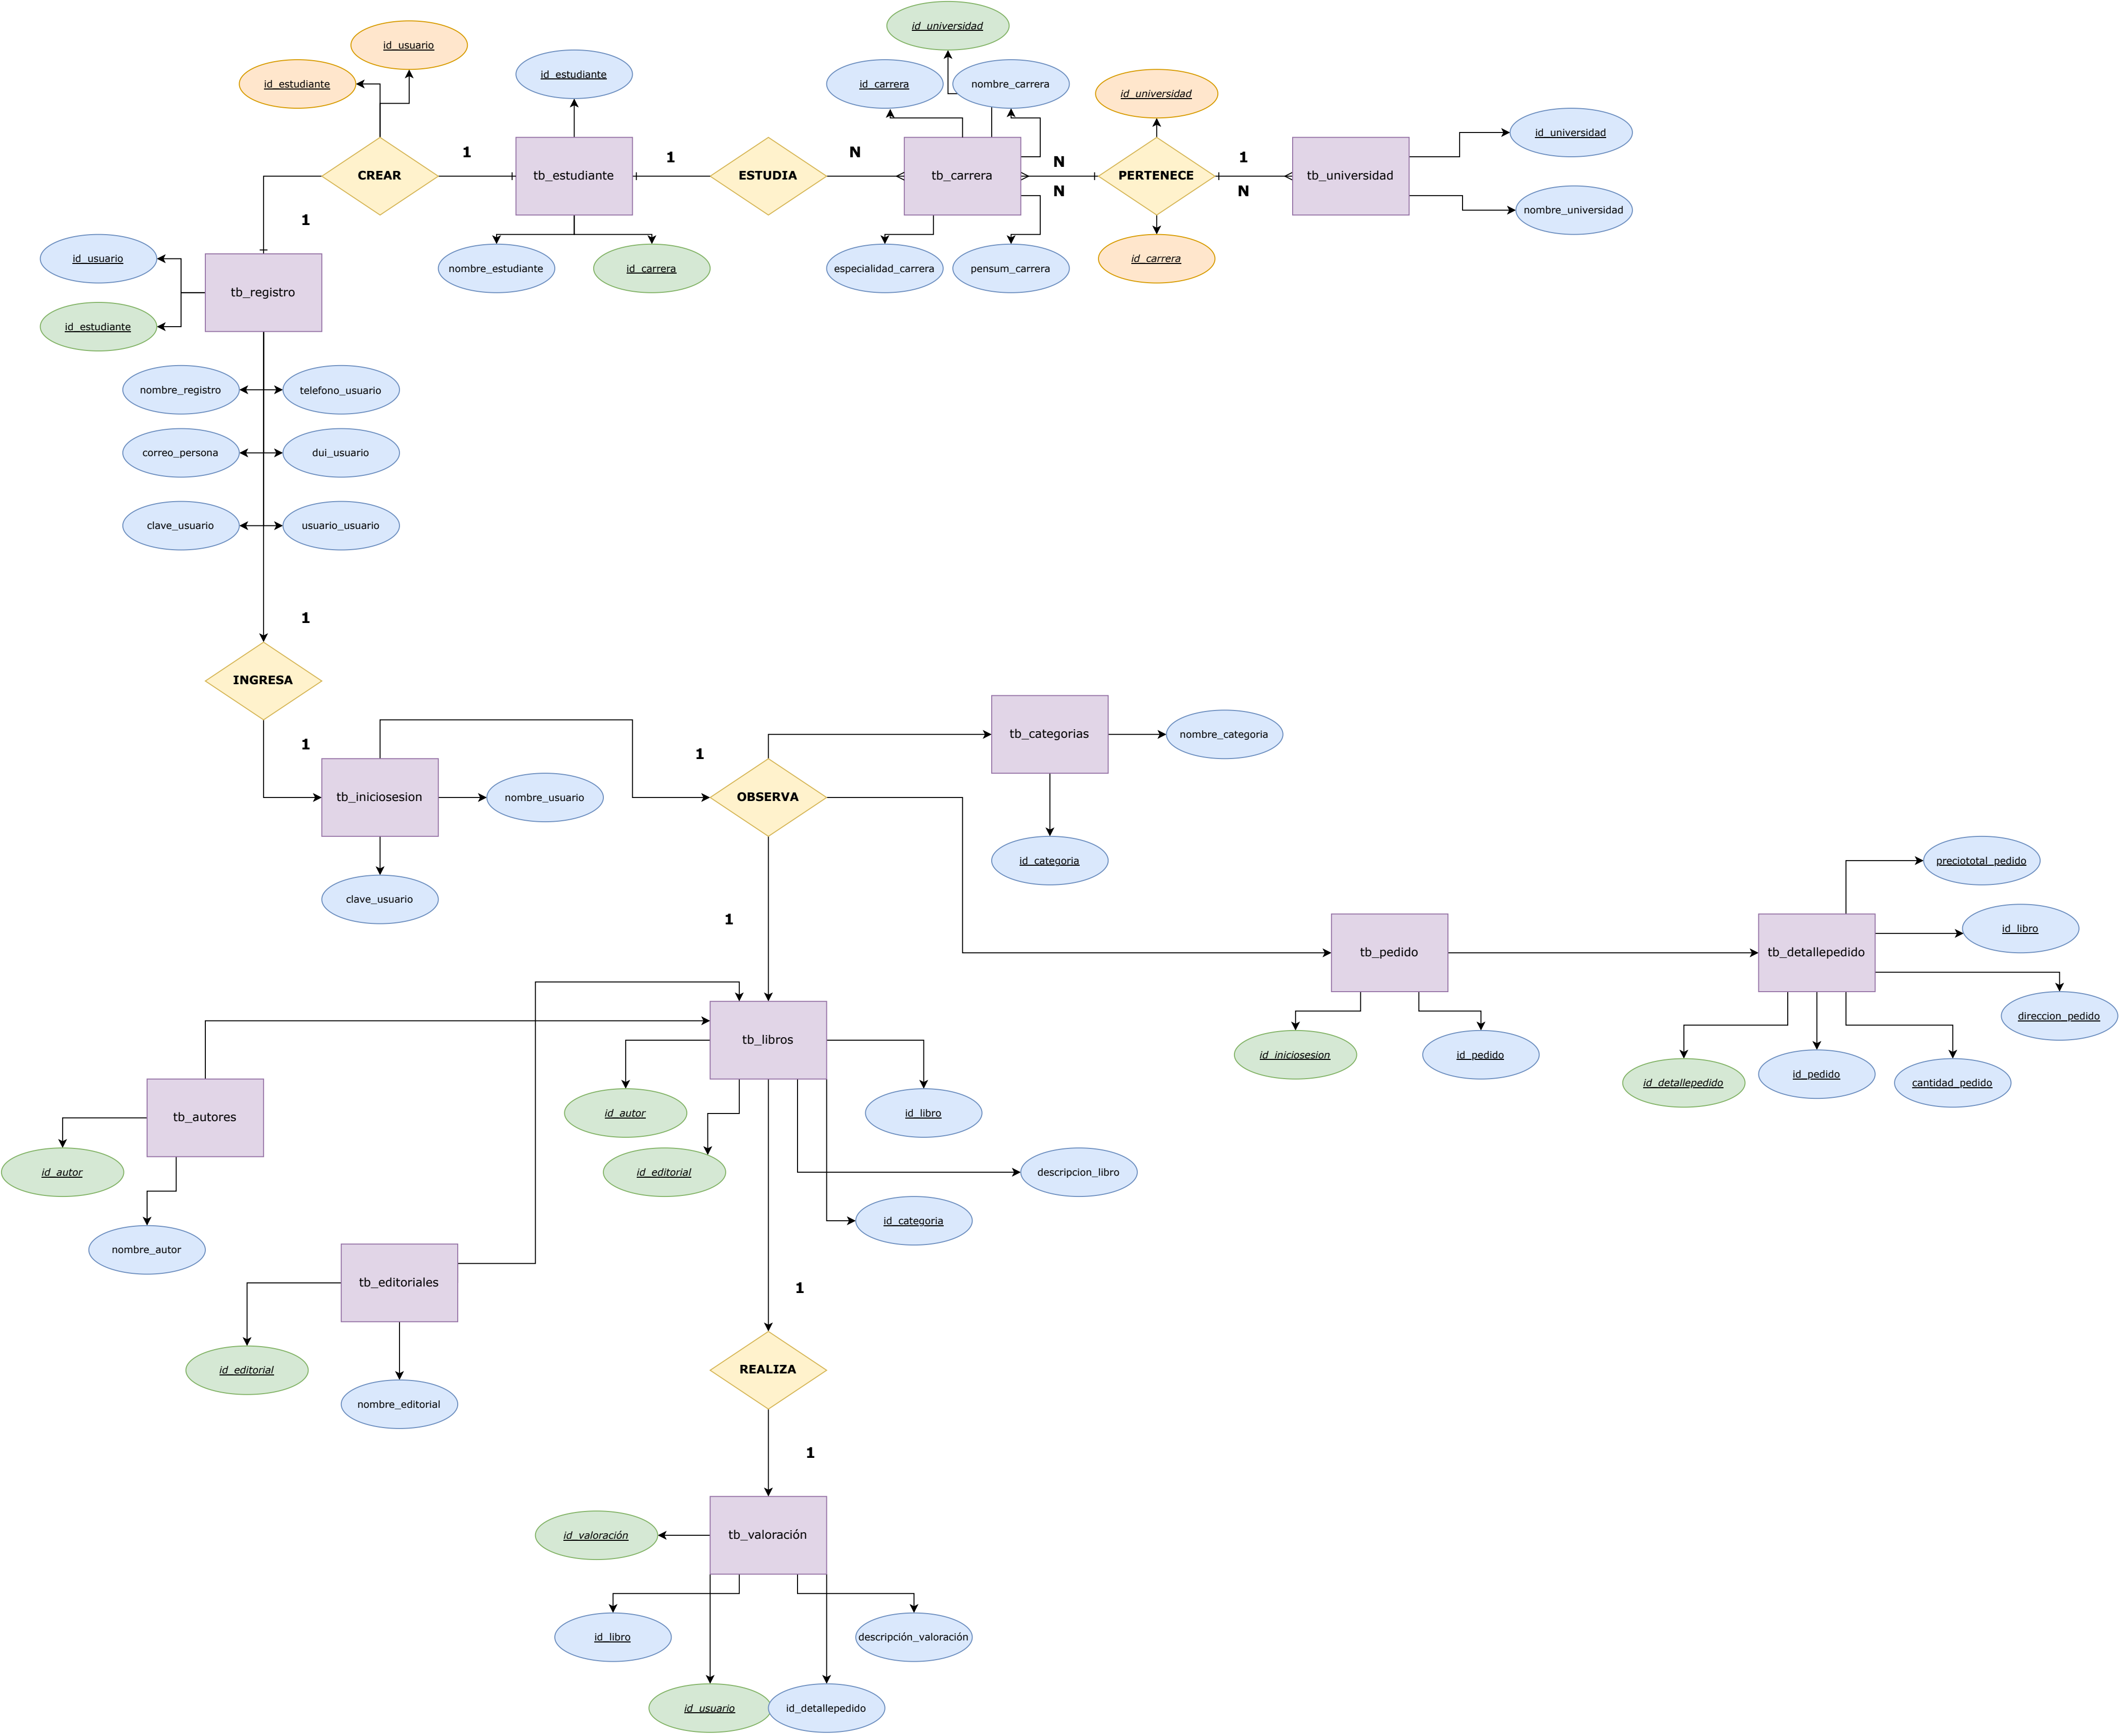 id_universidad
id_usuario
id_estudiante
id_estudiante
id_carrera
nombre_carrera
id_universidad
id_universidad
1
1
N
N
1
CREAR
tb_estudiante
ESTUDIA
tb_carrera
PERTENECE
tb_universidad
N
N
nombre_universidad
1
id_usuario
nombre_estudiante
id_carrera
especialidad_carrera
pensum_carrera
id_carrera
tb_registro
id_estudiante
nombre_registro
telefono_usuario
correo_persona
dui_usuario
clave_usuario
usuario_usuario
1
INGRESA
1
1
tb_categorias
nombre_categoria
tb_iniciosesion
nombre_usuario
OBSERVA
id_categoria
preciototal_pedido
clave_usuario
1
id_libro
tb_pedido
tb_detallepedido
direccion_pedido
tb_libros
id_iniciosesion
id_pedido
id_detallepedido
id_pedido
cantidad_pedido
tb_autores
id_autor
id_libro
id_autor
id_editorial
descripcion_libro
id_categoria
nombre_autor
tb_editoriales
1
id_editorial
REALIZA
nombre_editorial
1
id_valoración
tb_valoración
id_libro
descripción_valoración
id_usuario
id_detallepedido